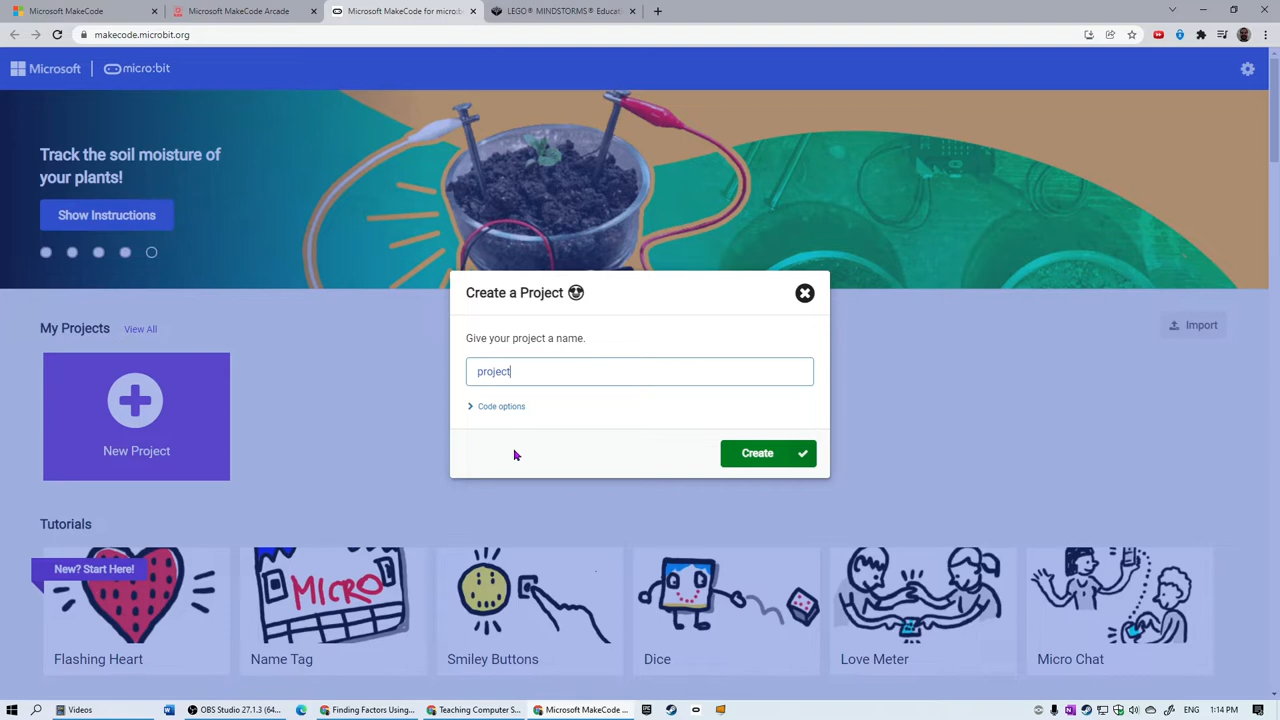 Microsoft MakeCode
Microsoft MakeCode Arcade
Microsoft MakeCode for micro:bit
LEGO® MINDSTORMS® Educati
makecode.microbit.org
Microsoft
micro:bit
Track the soil moisture of
your plants!
Show Instructions
Create a Project
Give your project a name.
project
Code options
Create
My Projects
View All
Import
New Project
Tutorials
New? Start Here!
MICRO
Flashing Heart
Name Tag
Smiley Buttons
Dice
Love Meter
Micro Chat
Videos
OBS Studio 27.1.3 (64...
Finding Factors Using...
Teaching Computer S...
Microsoft MakeCode ...
ENG
1:14 PM